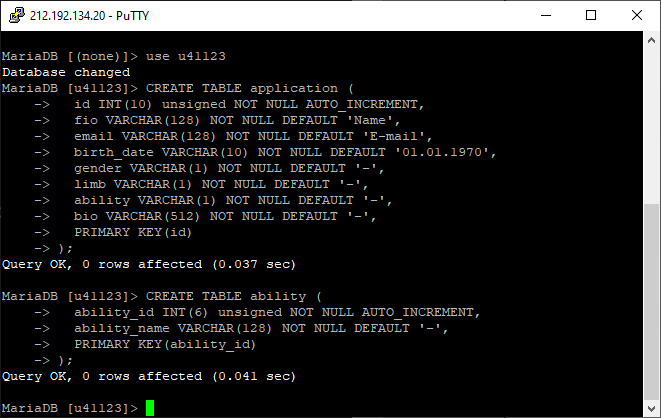 212.192.134.20 - PuTTY
MariaDB [(none)]> use u41123
Database changed
MariaDB [u41123]> CREATE TABLE application (
    ->   id INT(10) unsigned NOT NULL AUTO_INCREMENT,
    ->   fio VARCHAR(128) NOT NULL DEFAULT 'Name',
    ->   email VARCHAR(128) NOT NULL DEFAULT 'E-mail',
    ->   birth_date VARCHAR(10) NOT NULL DEFAULT '01.01.1970',
    ->   gender VARCHAR(1) NOT NULL DEFAULT '-',
    ->   limb VARCHAR(1) NOT NULL DEFAULT '-',
    ->   ability VARCHAR(1) NOT NULL DEFAULT '-',
    ->   bio VARCHAR(512) NOT NULL DEFAULT '-',
    ->   PRIMARY KEY(id)
    -> );
Query OK, 0 rows affected (0.037 sec)
MariaDB [u41123]> CREATE TABLE ability (
    ->   ability_id INT(6) unsigned NOT NULL AUTO_INCREMENT,
    ->   ability_name VARCHAR(128) NOT NULL DEFAULT '-',
    ->   PRIMARY KEY(ability_id)
    -> );
Query OK, 0 rows affected (0.041 sec)
MariaDB [u41123]>